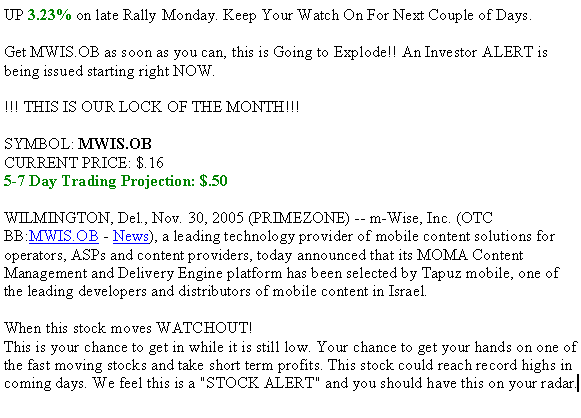 UP 3.23% on late Rally Monday. Keep Your Watch On For Next Couple of Days.
Get MWIS.OB as soon as you can, this is Going to Explode!! An Investor ALERT is
being issued starting right NOW.
!!! THIS IS OUR LOCK OF THE MONTH!!!
SYMBOL: MWIS.OB
CURRENT PRICE: $.16
5-7 Day Trading Projection: $.50
WILMINGTON, Del., Nov. 30, 2005 (PRIMEZONE) -- m-Wise, Inc. (OTC
BB:MWIS.OB - News), a leading technology provider of mobile content solutions for
operators, ASPs and content providers, today announced that its MOMA Content
Management and Delivery Engine platform has been selected by Tapuz mobile, one of
the leading developers and distributors of mobile content in Israel.
When this stock moves WATCHOUT!
This is your chance to get in while it is still low. Your chance to get your hands on one of
the fast moving stocks and take short term profits. This stock could reach record highs in
coming days. We feel this is a "STOCK ALERT" and you should have this on your radar.